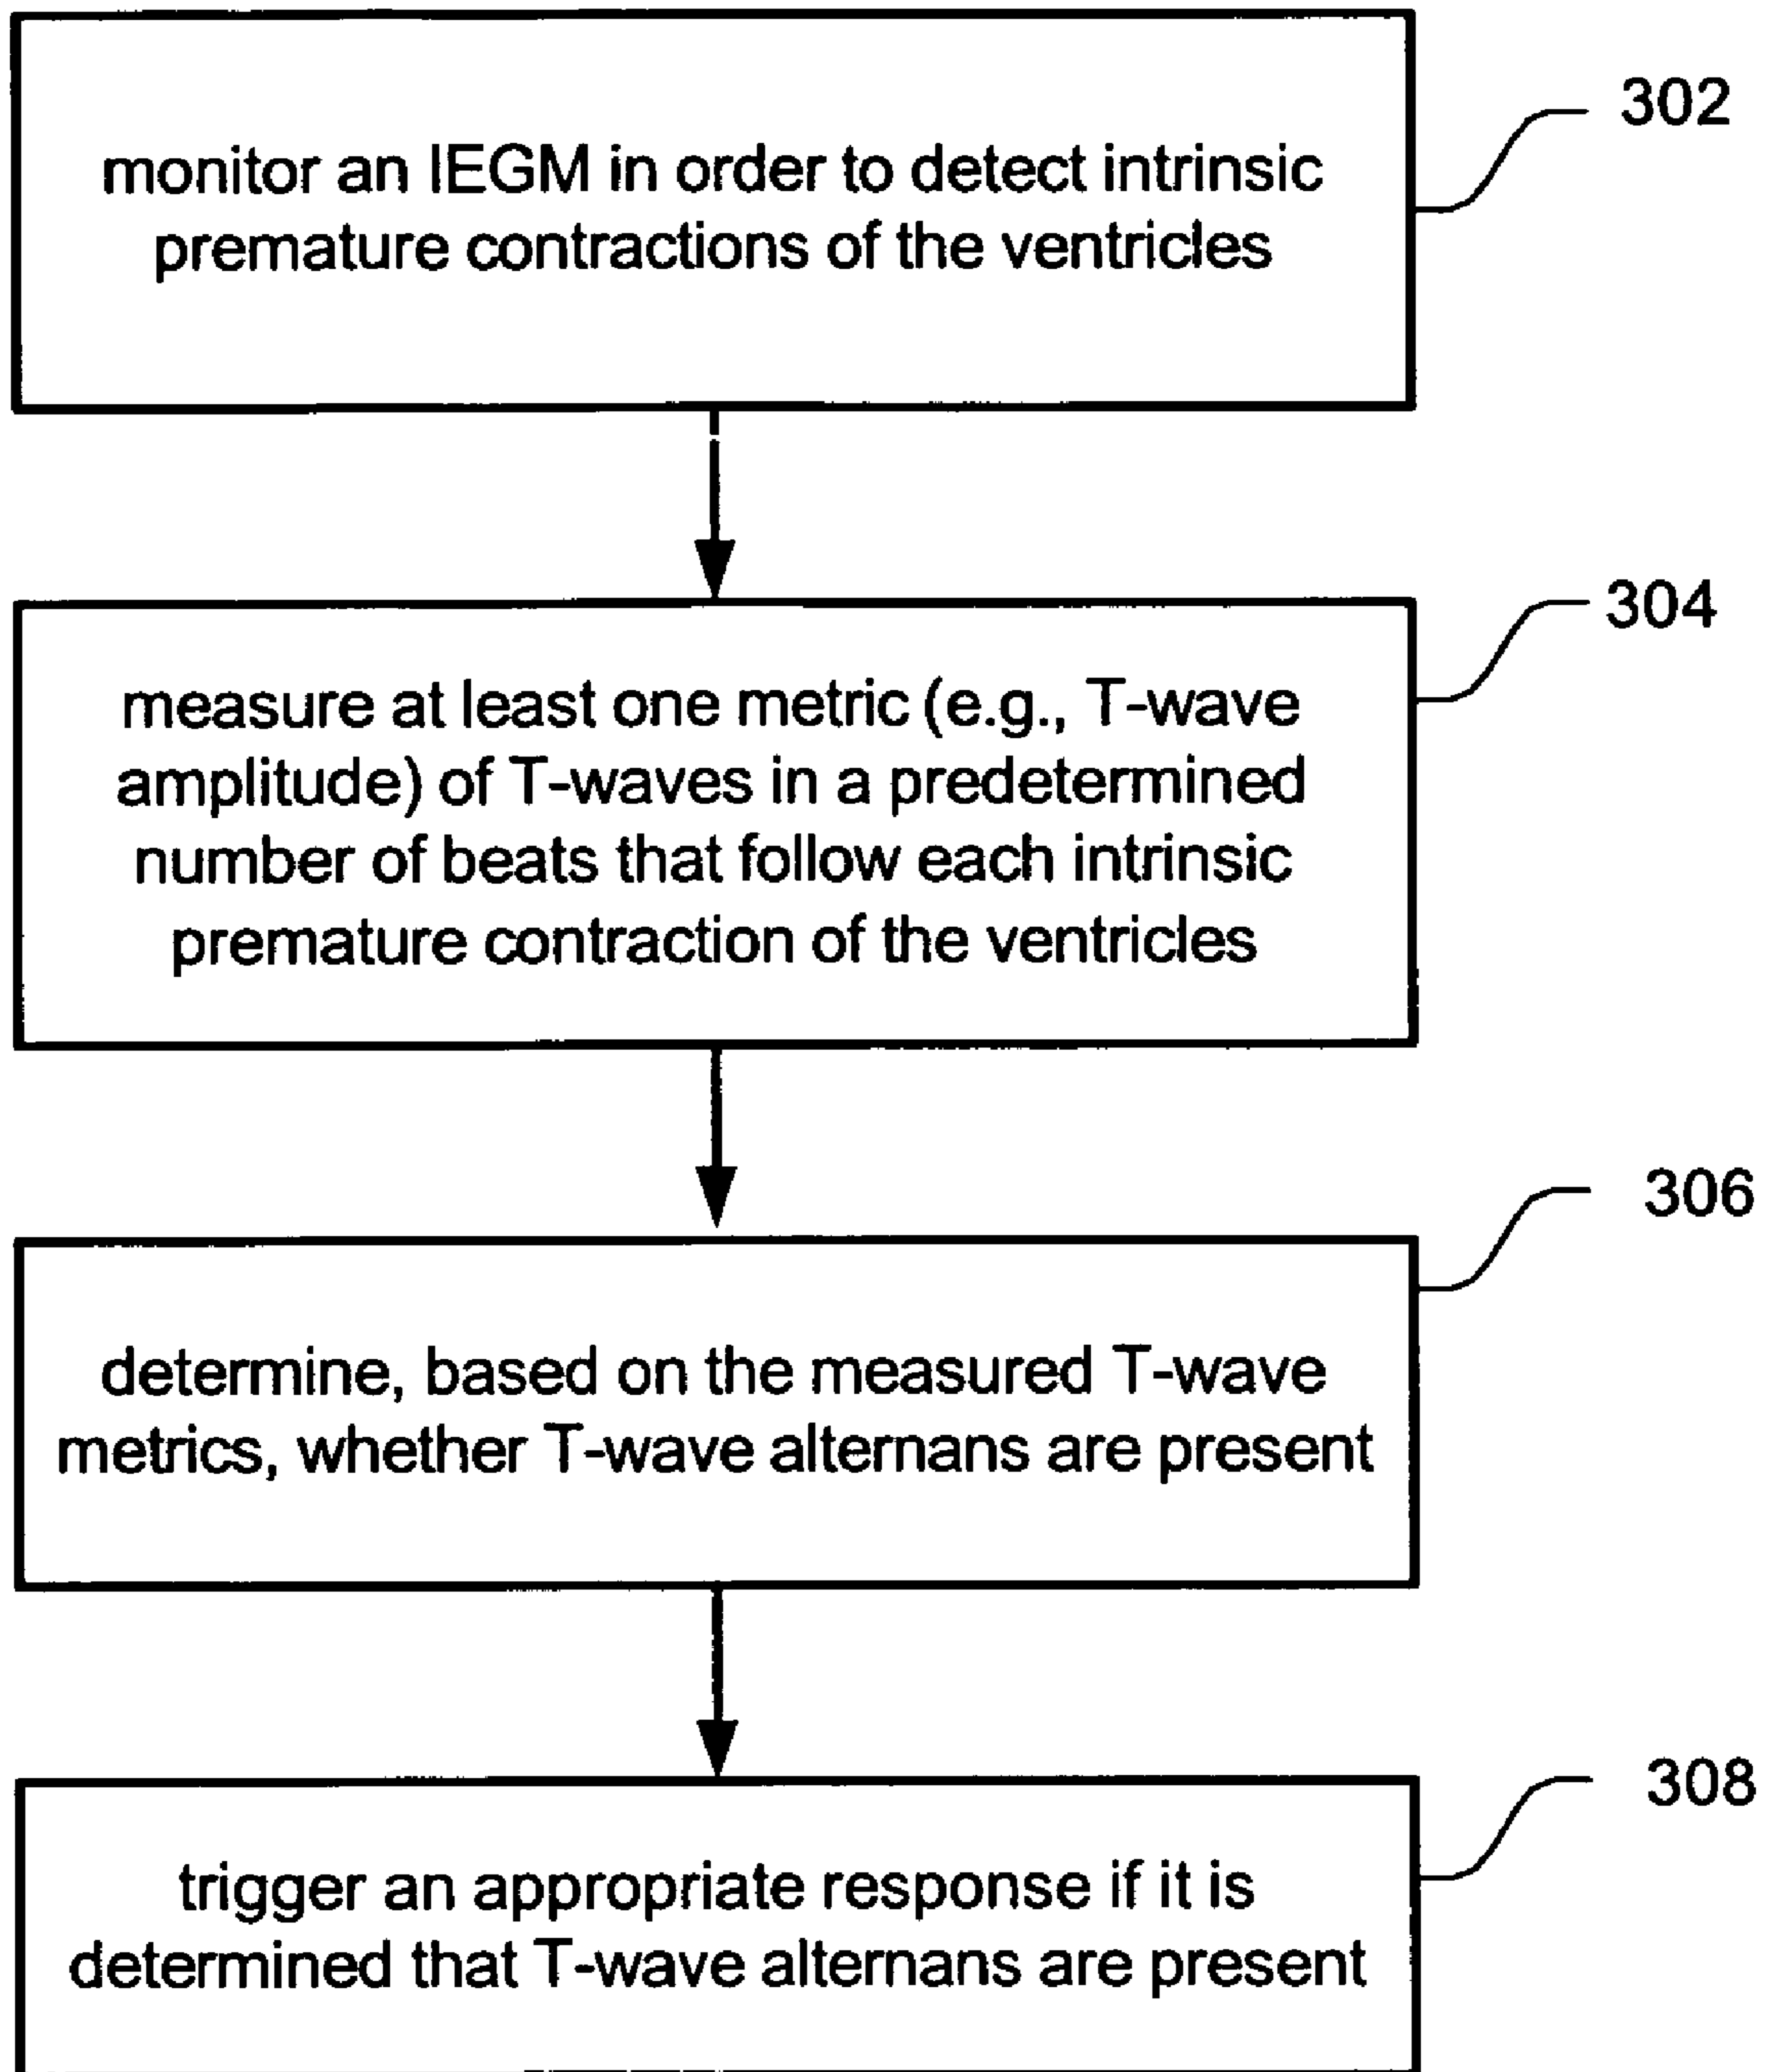 302
monitor an IEGM in order to detect intrinsic
premature contractions of the ventricles
304
measure at least one metric (e.g., T-wave
amplitude) of T-waves in a predetermined
number of beats that follow each intrinsic
premature contraction of the ventricles
306
determine, based on the measured T-wave
metrics, whether T-wave alternans are present
308
trigger an appropriate response if it is
determined that T-wave alternans are present